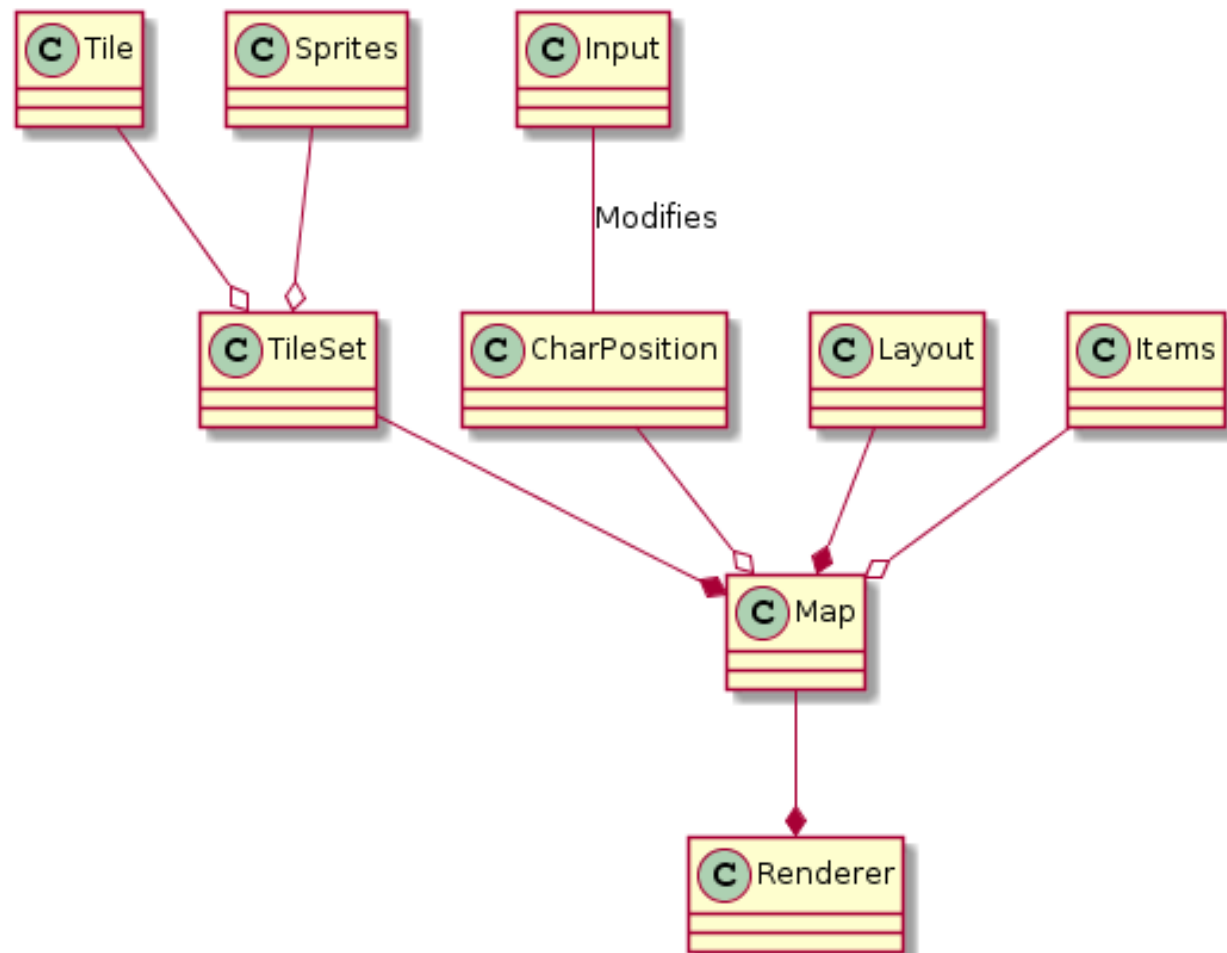 C Tile
C Sprites
C Input
Modifies
C TileSet
C CharPosition
C Layout
C Items
C Map
C Renderer